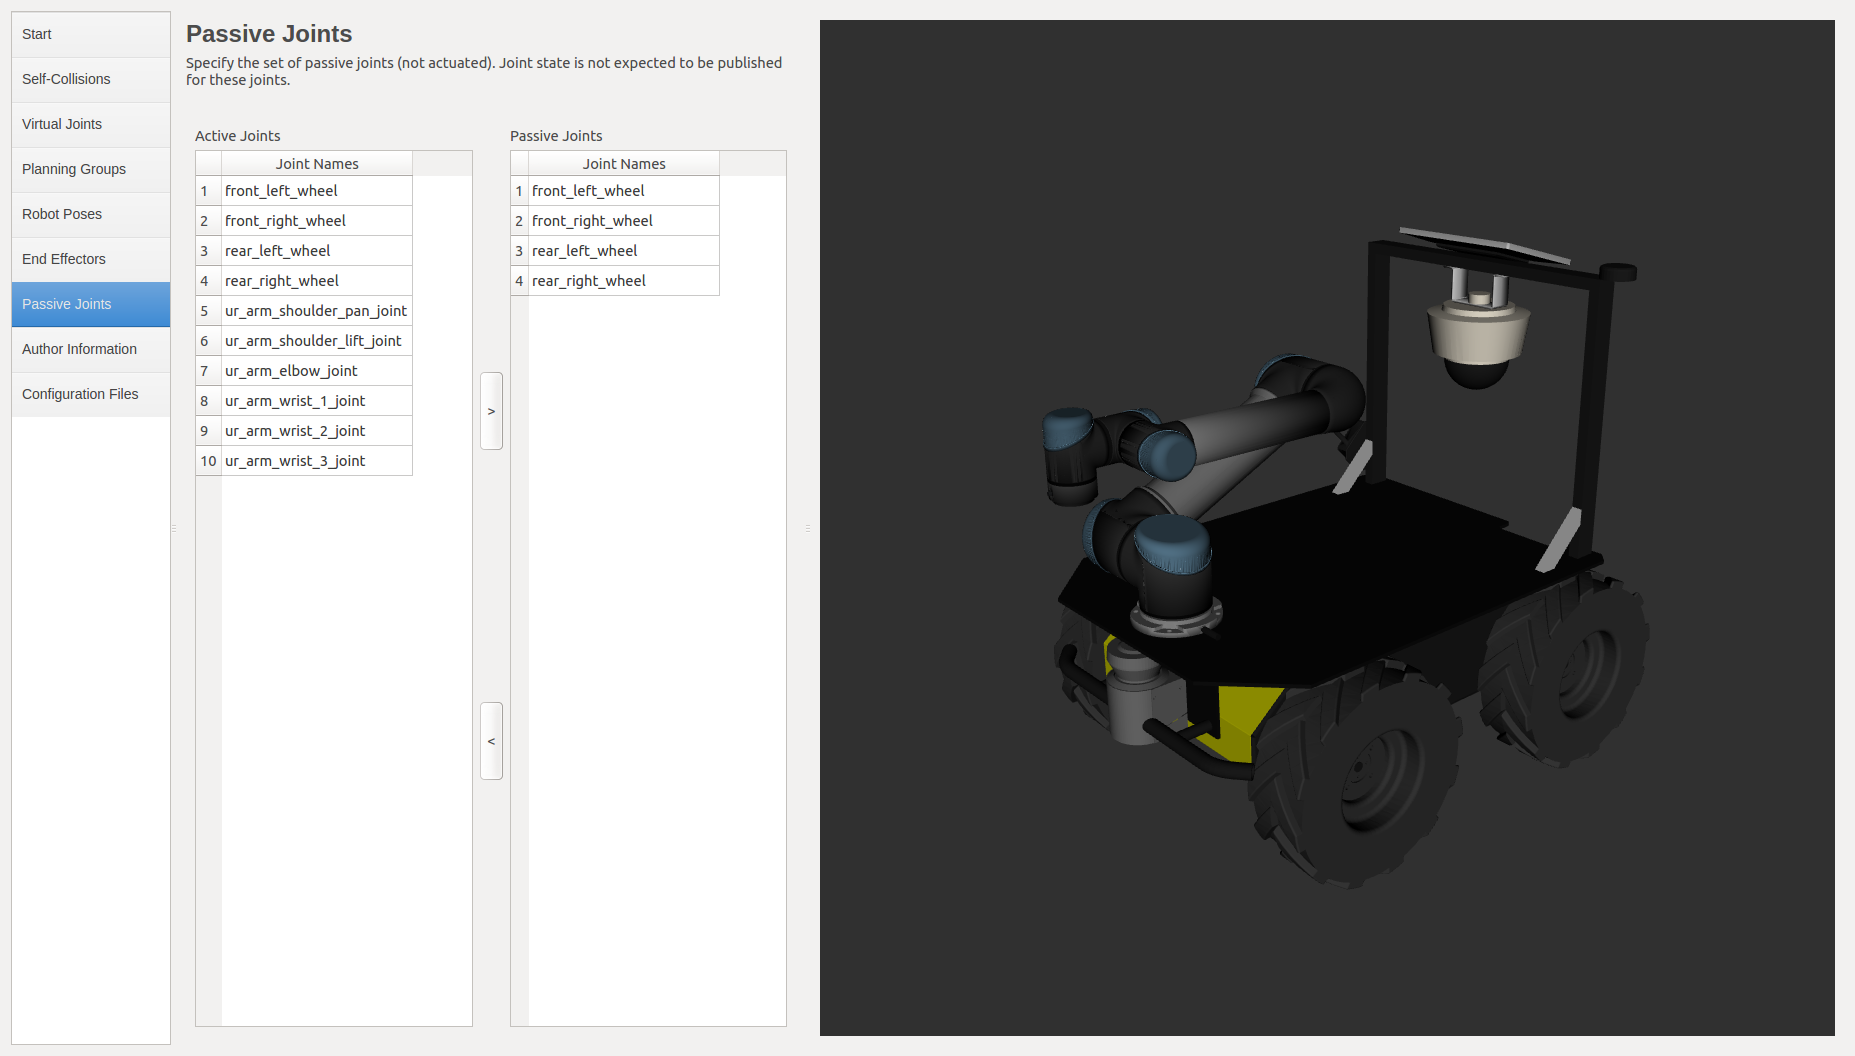 Start
Self-Collisions
Virtual Joints
Planning Groups
Robot Poses
End Effectors
Passive Joints
Author Information
Configuration Files
Passive Joints
Specify the set of passive joints (not actuated). Joint state is not expected to be published
for these joints.
Active Joints
Joint Names
1 front_left_wheel
2 front_right_wheel
3 rear_left_wheel
4 rear_right_wheel
5 ur_arm_shoulder_pan_joint
6 ur_arm_shoulder_lift_joint
7 ur_arm_elbow_joint
8 ur_arm_wrist_1_joint
9 ur_arm_wrist_2_joint
10 ur_arm_wrist_3_joint
>
<
Passive Joints
Joint Names
1 front_left_wheel
2 front_right_wheel
3 rear_left_wheel
4 rear_right_wheel